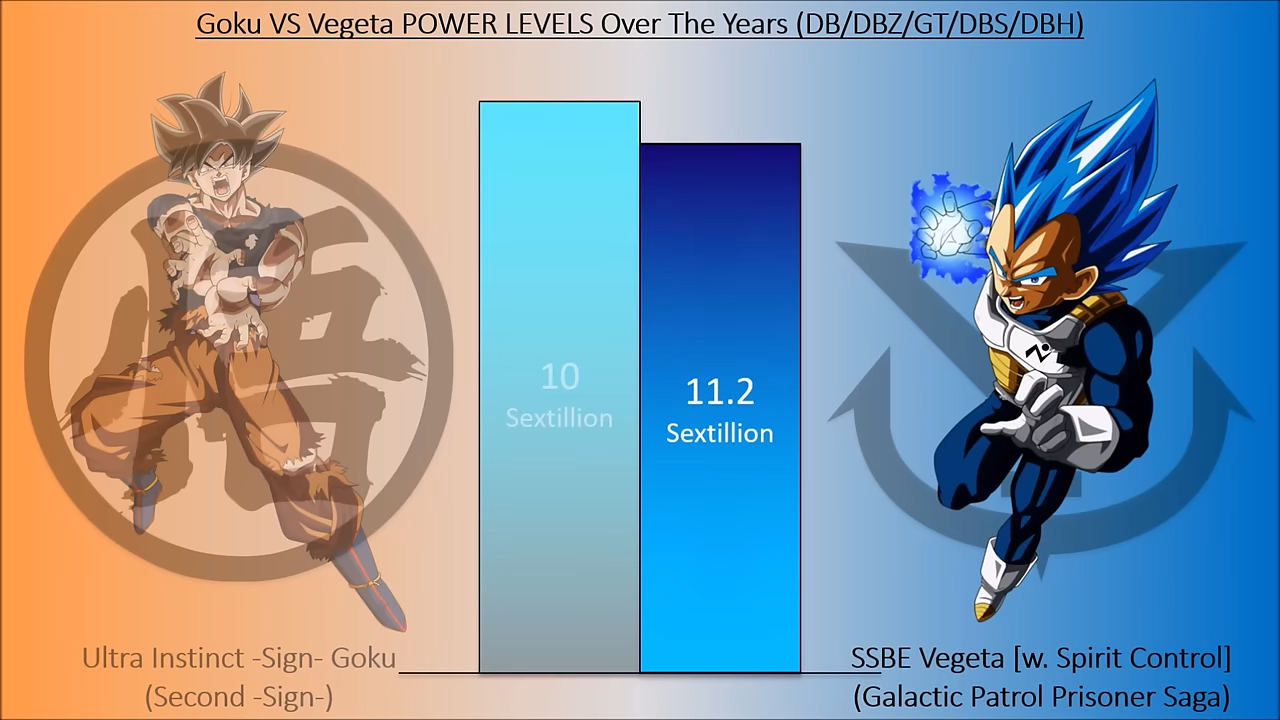 Goku VS Vegeta POWER LEVELS Over The Years (DB/DBZ/GT/DBS/DBH)
悟
10
Sextillion
11.2
Sextillion
Ultra Instinct -Sign- Goku
(Second -Sign-)
SSBE Vegeta [w. Spirit Control]
(Galactic Patrol Prisoner Saga)